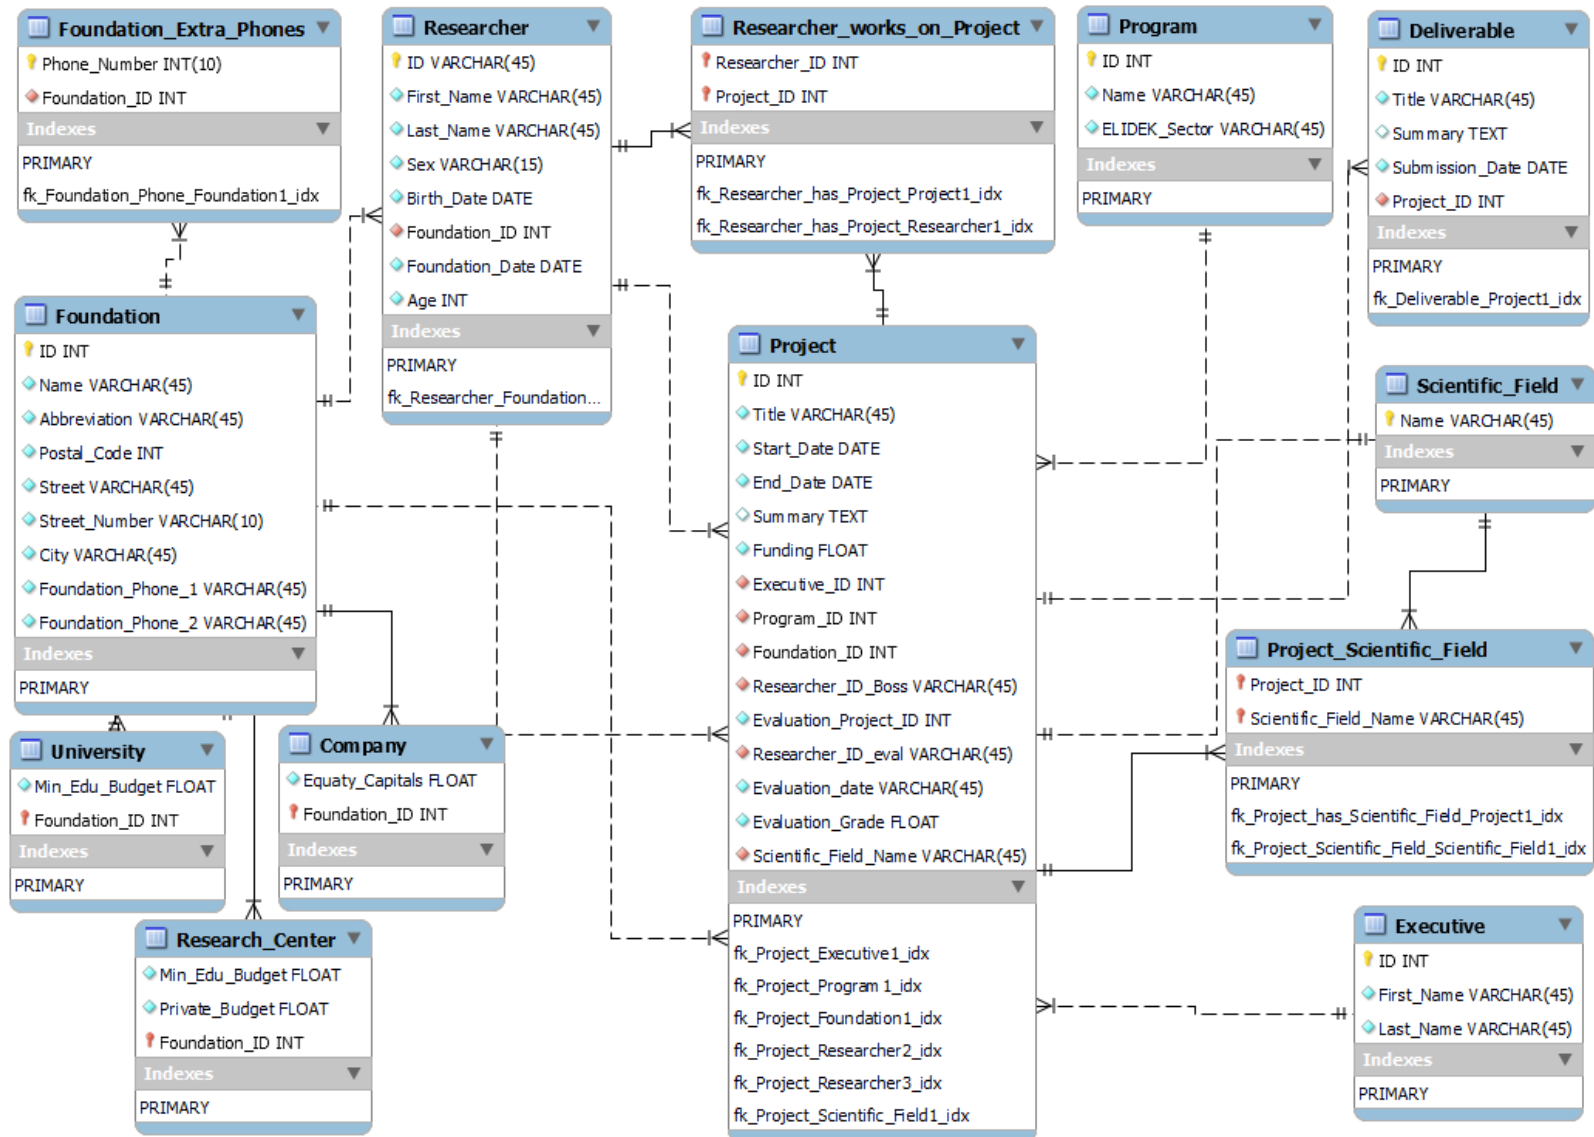 Foundation_Extra_Phones
Phone_Number INT(10)
Foundation_ID INT
Indexes
PRIMARY
fk_Foundation_Phone_Foundation1_idx
Researcher
ID VARCHAR(45)
First_Name VARCHAR(45)
Last_Name VARCHAR(45)
Sex VARCHAR(15)
Birth_Date DATE
Foundation_ID INT
Foundation_Date DATE
Age INT
Indexes
PRIMARY
fk_Researcher_Foundation...
Researcher_works_on_Project
Researcher_ID INT
Project_ID INT
Indexes
PRIMARY
fk_Researcher_has_Project_Project1_idx
fk_Researcher_has_Project_Researcher1_idx
Program
ID INT
Name VARCHAR(45)
ELIDEK_Sector VARCHAR(45)
Indexes
PRIMARY
Deliverable
ID INT
Title VARCHAR(45)
Summary TEXT
Submission_Date DATE
Project_ID INT
Indexes
PRIMARY
fk_Deliverable_Project1_idx
Foundation
ID INT
Name VARCHAR(45)
Abbreviation VARCHAR(45)
Postal_Code INT
Street VARCHAR(45)
Street_Number VARCHAR(10)
City VARCHAR(45)
Foundation_Phone_1 VARCHAR(45)
Foundation_Phone_2 VARCHAR(45)
Indexes
PRIMARY
Project
ID INT
Title VARCHAR(45)
Start_Date DATE
End_Date DATE
Summary TEXT
Funding FLOAT
Executive_ID INT
Program_ID INT
Foundation_ID INT
Researcher_ID_Boss VARCHAR(45)
Evaluation_Project_ID INT
Researcher_ID_eval VARCHAR(45)
Evaluation_date VARCHAR(45)
Evaluation_Grade FLOAT
Scientific_Field_Name VARCHAR(45)
Indexes
PRIMARY
fk_Project_Executive1_idx
fk_Project_Program1_idx
fk_Project_Foundation1_idx
fk_Project_Researcher2_idx
fk_Project_Researcher3_idx
fk_Project_Scientific_Field1_idx
Scientific_Field
Name VARCHAR(45)
Indexes
PRIMARY
Project_Scientific_Field
Project_ID INT
Scientific_Field_Name VARCHAR(45)
Indexes
PRIMARY
fk_Project_has_Scientific_Field_Project1_idx
fk_Project_Scientific_Field_Scientific_Field1_idx
University
Min_Edu_Budget FLOAT
Foundation_ID INT
Indexes
PRIMARY
Company
Equaty_Capitals FLOAT
Foundation_ID INT
Indexes
PRIMARY
Research_Center
Min_Edu_Budget FLOAT
Private_Budget FLOAT
Foundation_ID INT
Indexes
PRIMARY
Executive
ID INT
First_Name VARCHAR(45)
Last_Name VARCHAR(45)
Indexes
PRIMARY